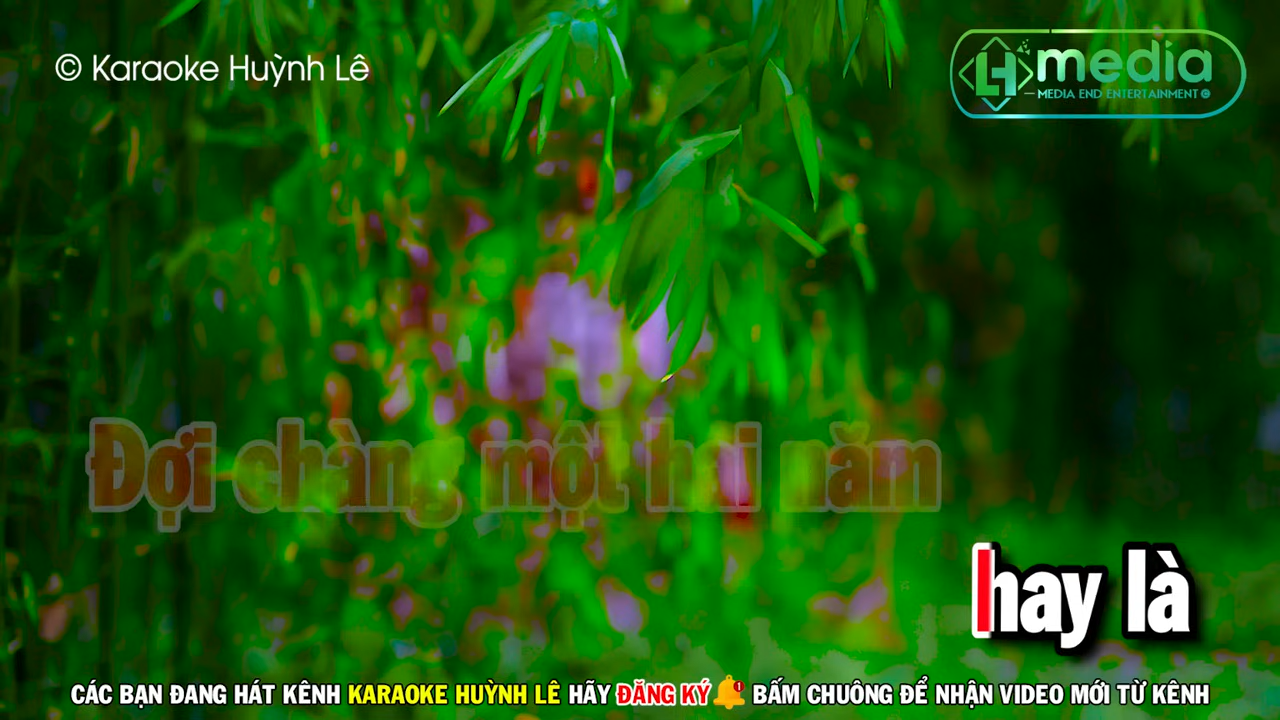 © Karaoke Huỳnh Lê
LH media
MEDIA END ENTERTAINMENT
Đợi chàng một hai năm
hay là
CÁC BẠN ĐANG HÁT KÊNH KARAOKE HUỲNH LÊ HÃY ĐĂNG KÝ BẤM CHUÔNG ĐỂ NHẬN VIDEO MỚI TỪ KÊNH